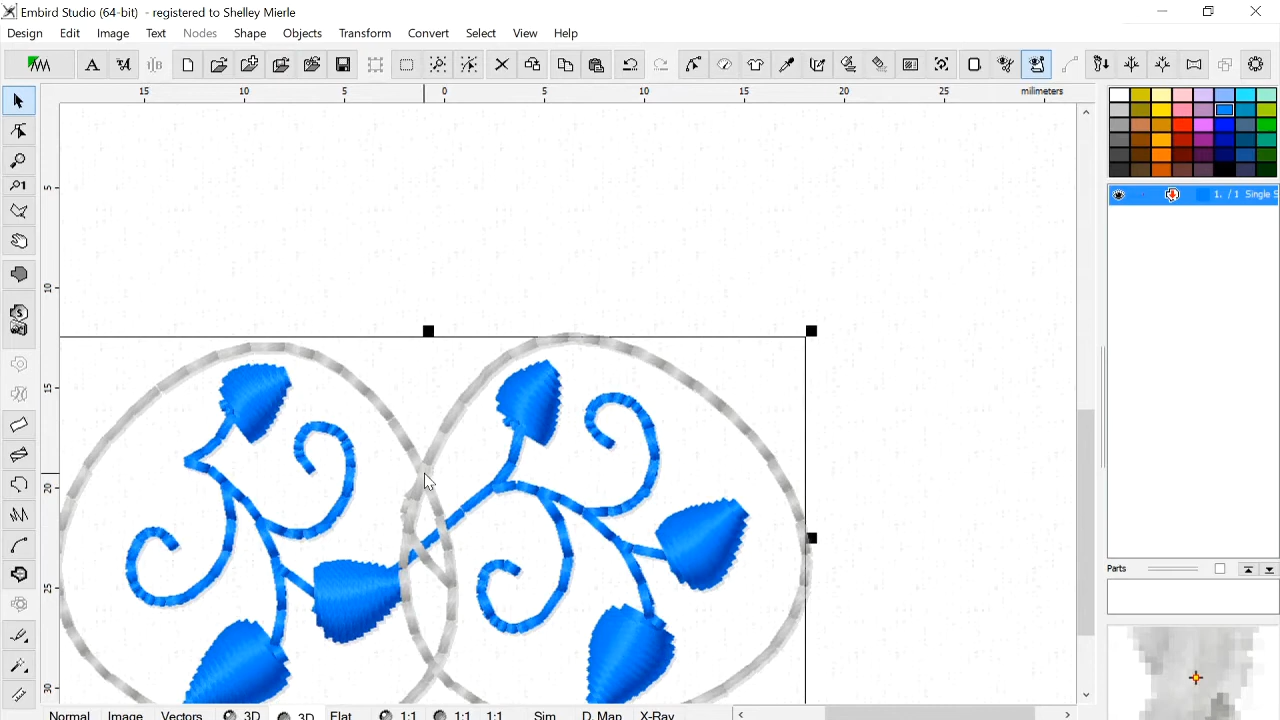 Embird Studio (64-bit) - registered to Shelley Mierle
Design Edit Image Text Nodes Shape Objects Transform Convert Select View Help
15 10 5 0 5 10 15 20 25 milimeters
5
10
15
20
25
30
1. / 1 Single S
Parts
Normal Image Vectors 3D 3D Flat 1:1 1:1 1:1 Sim D. Map X-Ray